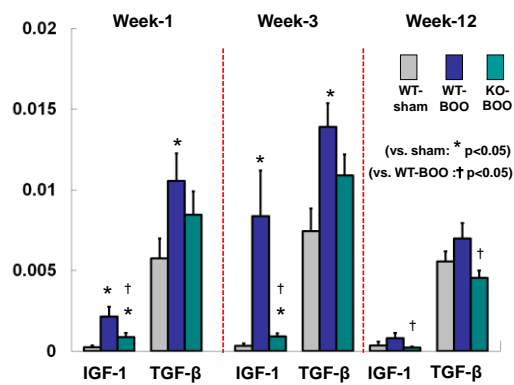 0.02
0.015
0.01
0.005
0
Week-1
Week-3
Week-12
WT-
sham
WT-
BOO
KO-
BOO
(vs. sham: * p<0.05)
(vs. WT-BOO :† p<0.05)
*
†
*
*
*
†
*
*
†
†
IGF-1
TGF-β
IGF-1
TGF-β
IGF-1
TGF-β